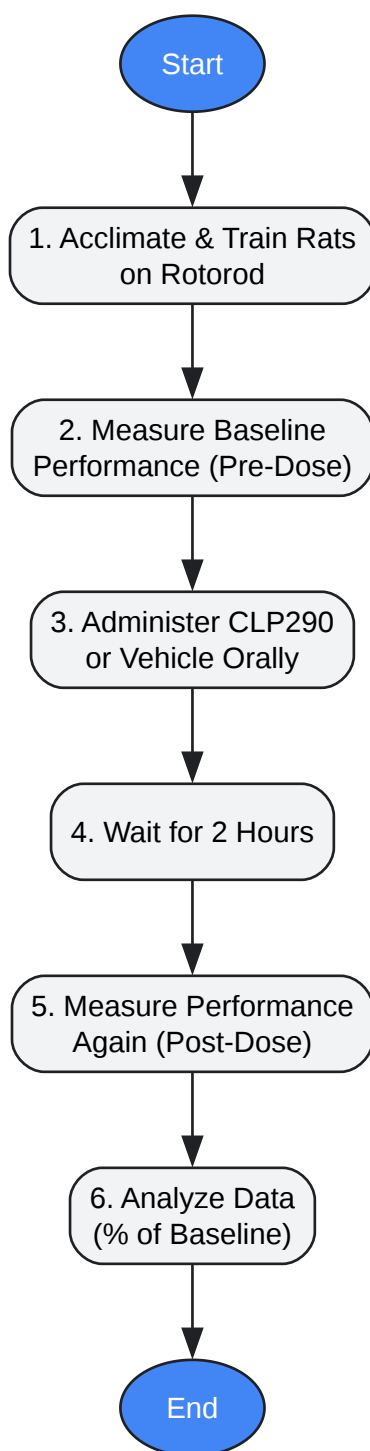 Start
1. Acclimate & Train Rats
on Rotorod
2. Measure Baseline
Performance (Pre-Dose)
3. Administer CLP290
or Vehicle Orally
4. Wait for 2 Hours
5. Measure Performance
Again (Post-Dose)
6. Analyze Data
(% of Baseline)
End